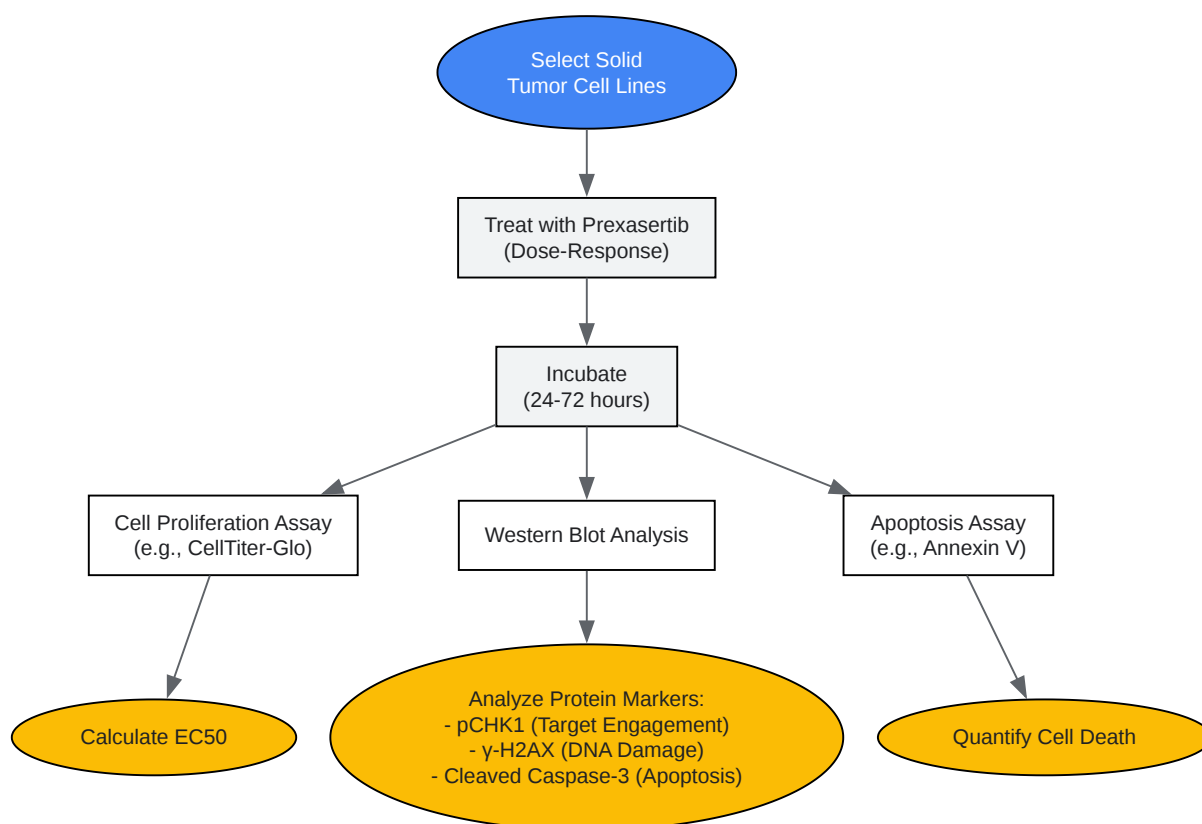 Select Solid
Tumor Cell Lines
Treat with Prexasertib
(Dose-Response)
Incubate
(24-72 hours)
Cell Proliferation Assay
(e.g., CellTiter-Glo)
Western Blot Analysis
Apoptosis Assay
(e.g., Annexin V)
Calculate EC50
Analyze Protein Markers:
- pCHK1 (Target Engagement)
- γ-H2AX (DNA Damage)
- Cleaved Caspase-3 (Apoptosis)
Quantify Cell Death